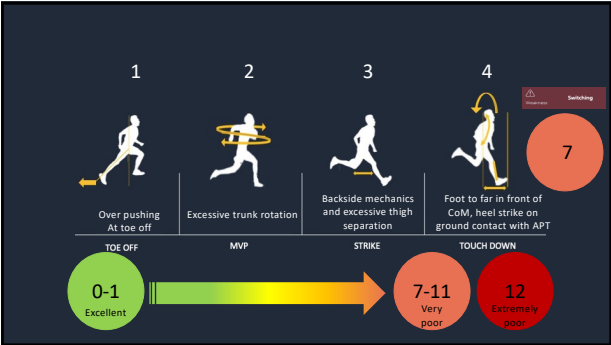 1
2
3
4
Weakness
Switching
7
Over pushing
At toe off
Excessive trunk rotation
Backside mechanics
and excessive thigh
separation
Foot to far in front of
CoM, heel strike on
ground contact with APT
TOE OFF
MVP
STRIKE
TOUCH DOWN
0-1
Excellent
7-11
Very
poor
12
Extremely
poor